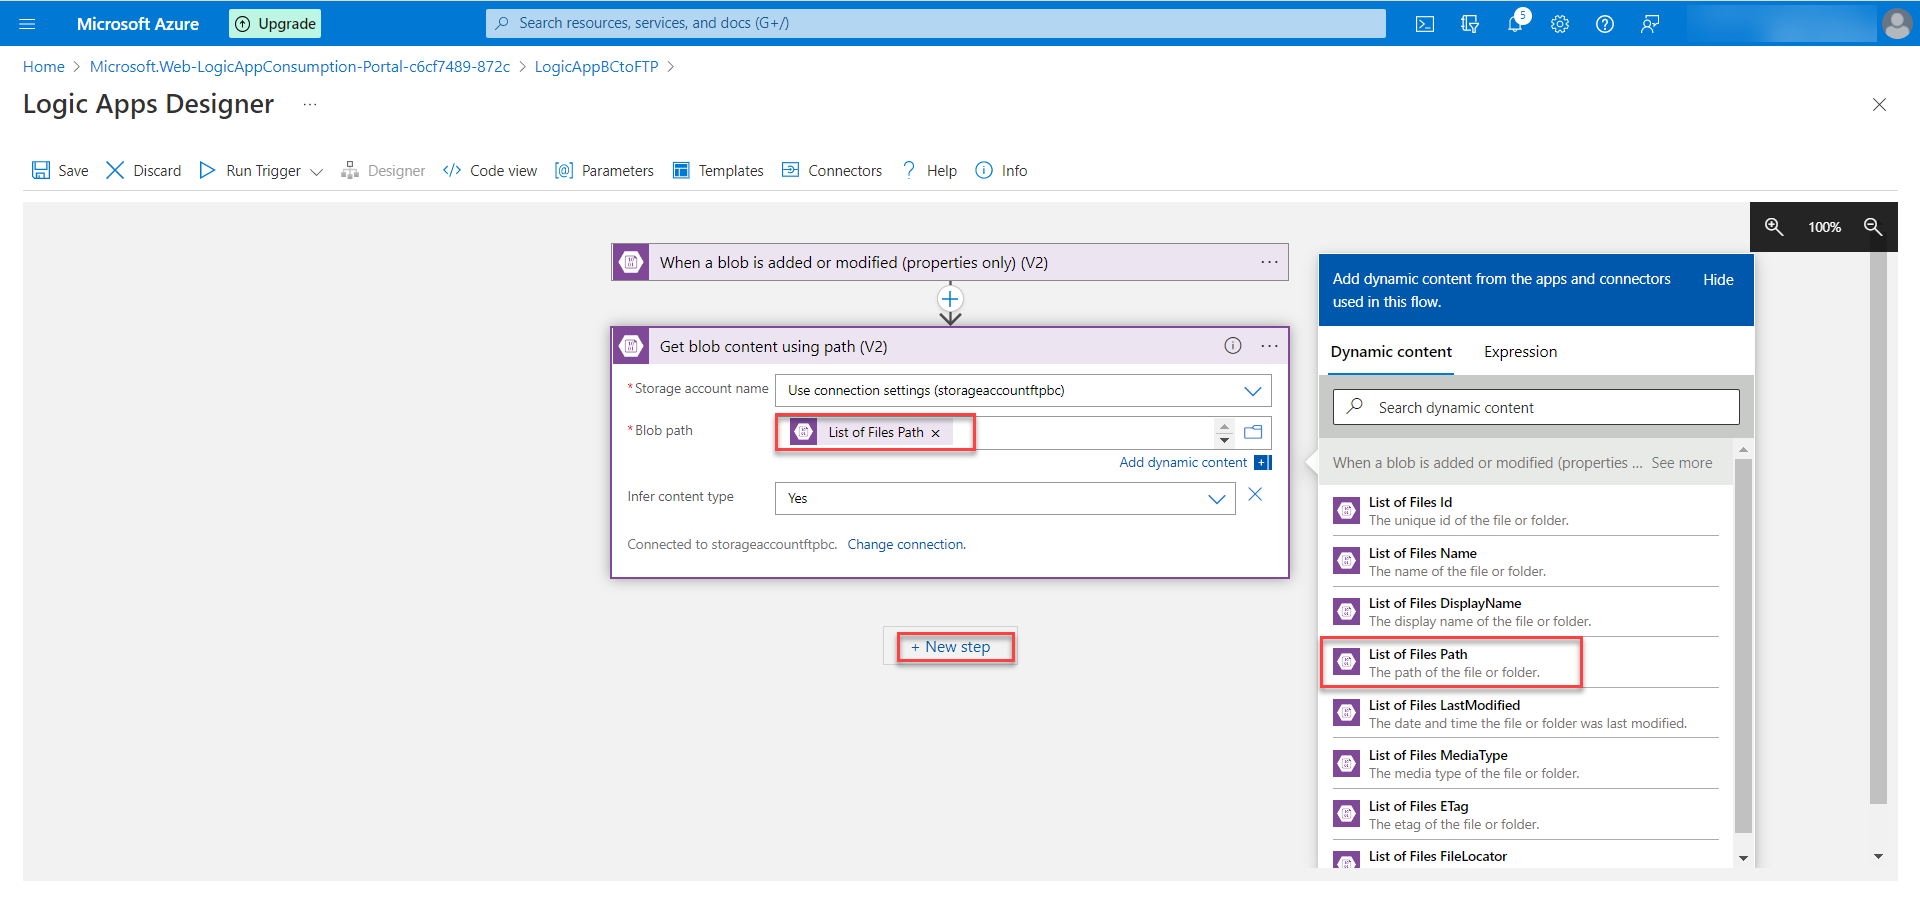 Microsoft Azure
Upgrade
Search resources, services, and docs (G+/)
5
Home > Microsoft.Web-LogicAppConsumption-Portal-c6cf7489-872c > LogicAppBCtoFTP >
Logic Apps Designer ...
Save Discard Run Trigger Designer Code view Parameters Templates Connectors Help Info
100%
When a blob is added or modified (properties only) (V2)
Get blob content using path (V2)
*Storage account name
Use connection settings (storageaccountftpbc)
*Blob path
List of Files Path ×
Add dynamic content +
Infer content type
Yes
Connected to storageaccountftpbc. Change connection.
+ New step
Add dynamic content from the apps and connectors
used in this flow.
Hide
Dynamic content Expression
Search dynamic content
When a blob is added or modified (properties ... See more
List of Files Id
The unique id of the file or folder.
List of Files Name
The name of the file or folder.
List of Files DisplayName
The display name of the file or folder.
List of Files Path
The path of the file or folder.
List of Files LastModified
The date and time the file or folder was last modified.
List of Files MediaType
The media type of the file or folder.
List of Files ETag
The etag of the file or folder.
List of Files FileLocator